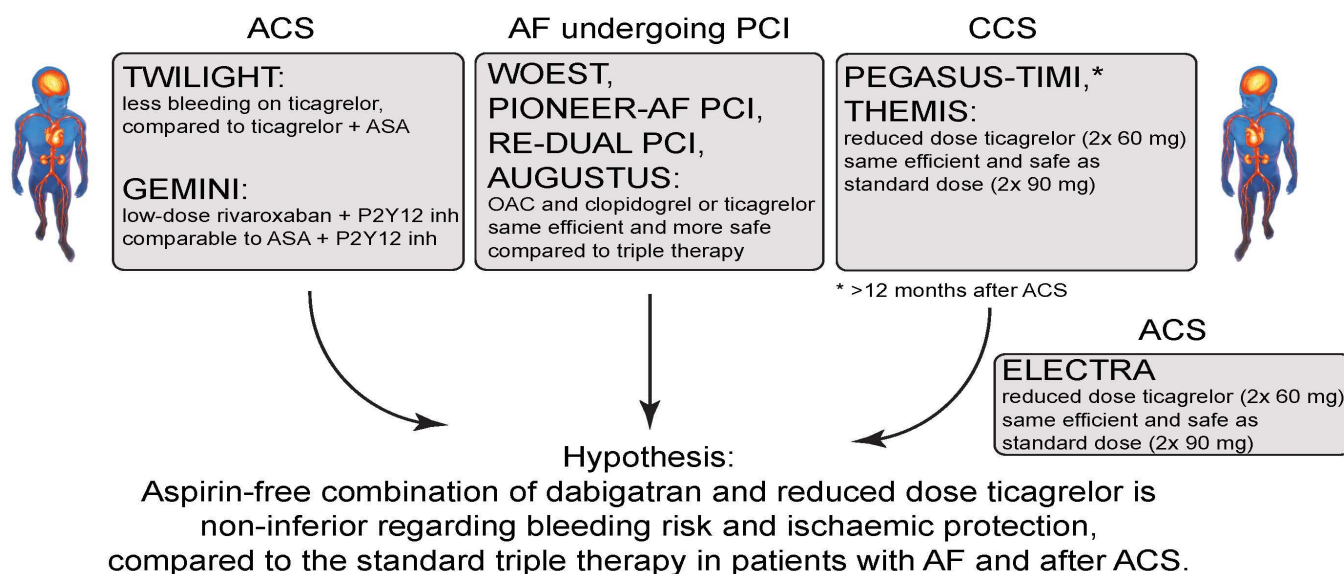 ACS
TWILIGHT:
less bleeding on ticagrelor,
compared to ticagrelor + ASA
GEMINI:
low-dose rivaroxaban + P2Y12 inh
comparable to ASA + P2Y12 inh
AF undergoing PCI
WOEST,
PIONEER-AF PCI,
RE-DUAL PCI,
AUGUSTUS:
OAC and clopidogrel or ticagrelor
same efficient and more safe
compared to triple therapy
CCS
PEGASUS-TIMI,*
THEMIS:
reduced dose ticagrelor (2x 60 mg)
same efficient and safe as
standard dose (2x 90 mg)
* >12 months after ACS
ACS
ELECTRA
reduced dose ticagrelor (2x 60 mg)
same efficient and safe as
standard dose (2x 90 mg)
Hypothesis:
Aspirin-free combination of dabigatran and reduced dose ticagrelor is
non-inferior regarding bleeding risk and ischaemic protection,
compared to the standard triple therapy in patients with AF and after ACS.